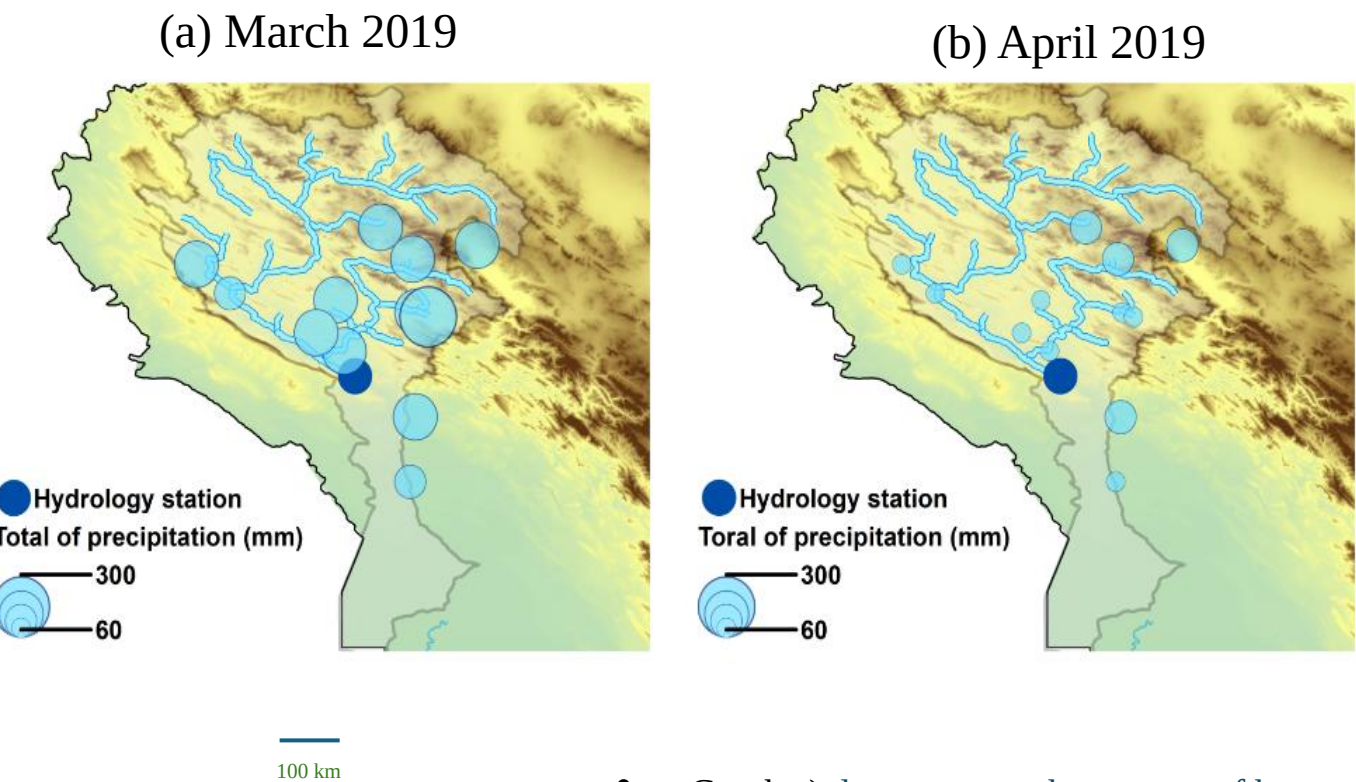 (a) March 2019
(b) April 2019
Hydrology station
Total of precipitation (mm)
300
60
Hydrology station
Toral of precipitation (mm)
300
60
100 km